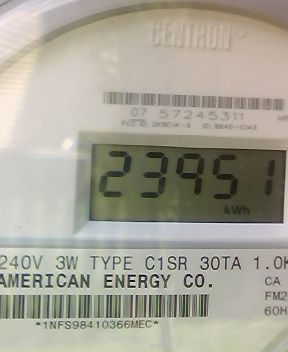 CENTRON®
07 57245311
23951
kWh
240V 3W TYPE C1SR 30TA 1.0K
AMERICAN ENERGY CO.
CA
FM2
60H
*1NFS98410366MEC*